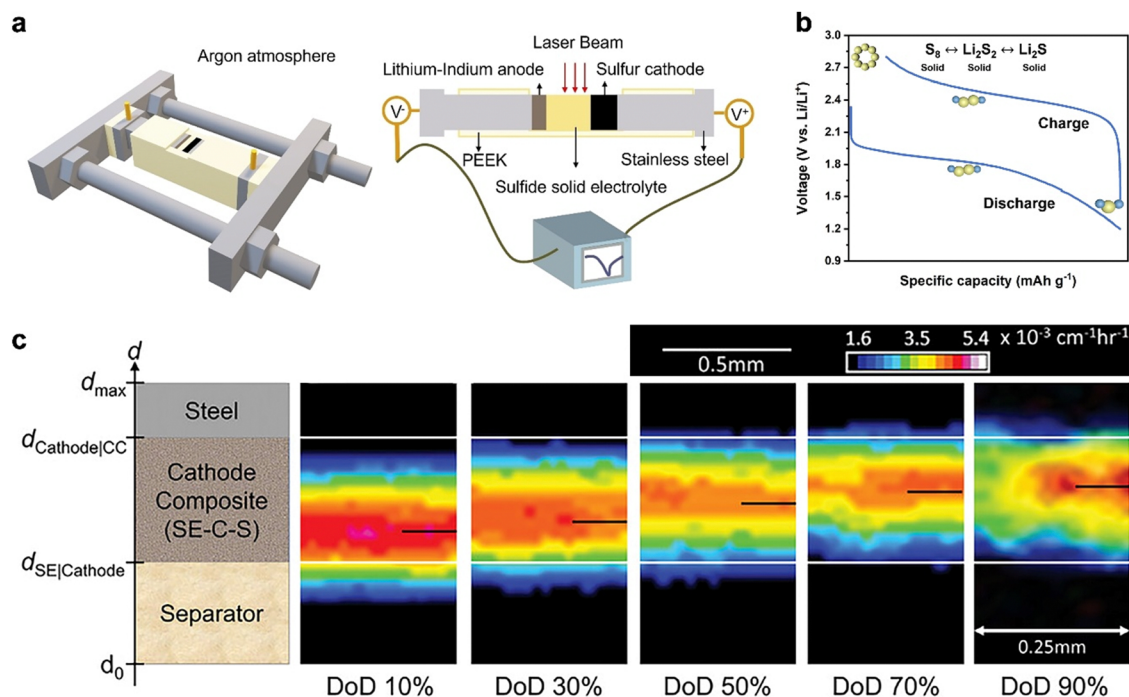 a
Argon atmosphere
Laser Beam
Lithium-Indium anode
Sulfur cathode
V-
V+
PEEK
Stainless steel
Sulfide solid electrolyte
b
S8 ↔ Li2S2 ↔ Li2S
Solid Solid Solid
3.0
2.7
2.4
2.1
1.8
1.5
1.2
0.9
Voltage (V vs. Li/Li+)
Charge
Discharge
Specific capacity (mAh g-1)
c
d
dmax
dCathode|CC
dSE|Cathode
d0
Steel
Cathode
Composite
(SE-C-S)
Separator
0.5mm
1.6 3.5 5.4 x 10-3 cm-1hr-1
0.25mm
DoD 10% DoD 30% DoD 50% DoD 70% DoD 90%